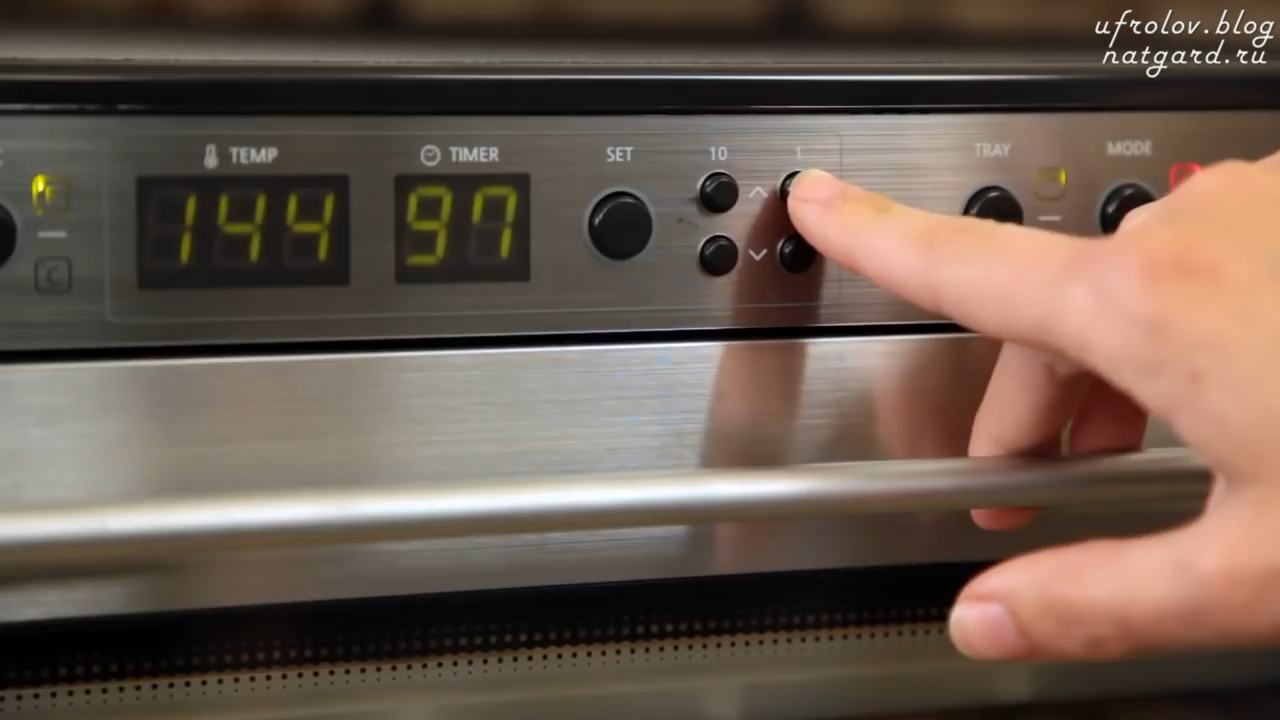 ufrolov.blog
natgard.ru
TEMP
TIMER
SET
10
1
TRAY
MODE
144
97
C